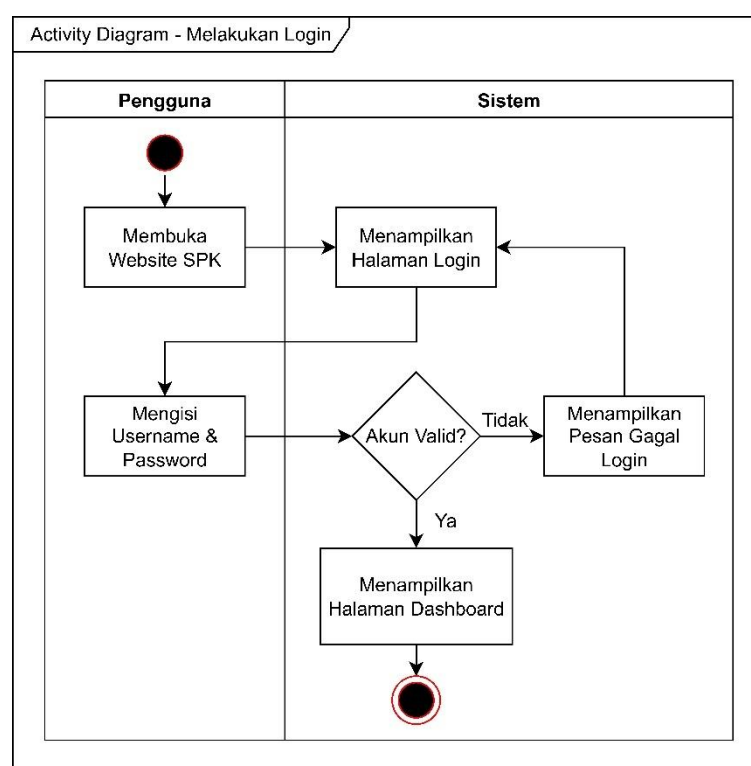 Activity Diagram - Melakukan Login
Pengguna
Sistem
Membuka
Website SPK
Menampilkan
Halaman Login
Mengisi
Username &
Password
Akun Valid?
Tidak
Menampilkan
Pesan Gagal
Login
Ya
Menampilkan
Halaman Dashboard